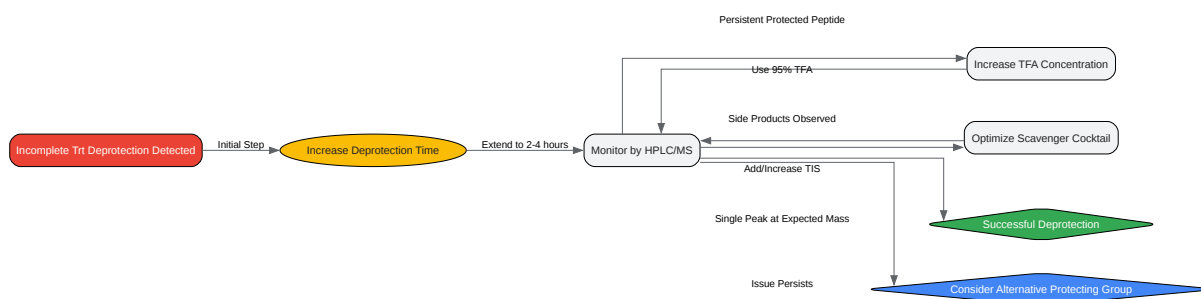 Persistent Protected Peptide
Increase TFA Concentration
Use 95% TFA
Side Products Observed
Optimize Scavenger Cocktail
Incomplete Trt Deprotection Detected
Initial Step
Increase Deprotection Time
Extend to 2-4 hours
Monitor by HPLC/MS
Add/Increase TIS
Single Peak at Expected Mass
Successful Deprotection
Issue Persists
Consider Alternative Protecting Group